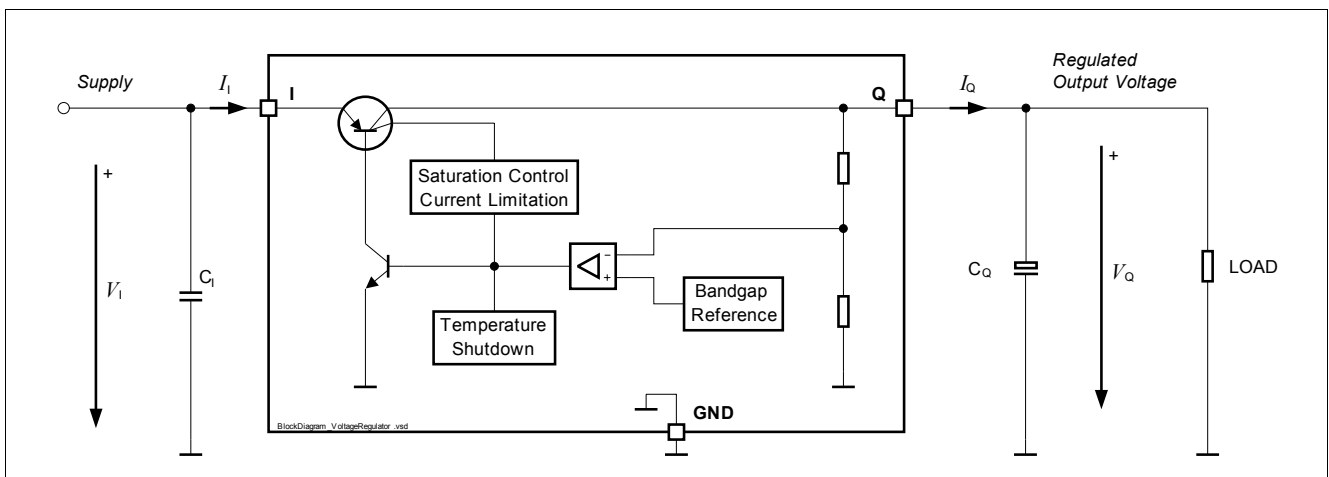 Supply
I_I
I
Q
I_Q
Regulated
Output Voltage
+
V_I
C_I
Saturation Control
Current Limitation
-
+
Bandgap
Reference
Temperature
Shutdown
C_Q
+
V_Q
LOAD
GND
BlockDiagram_VoltageRegulator .vsd